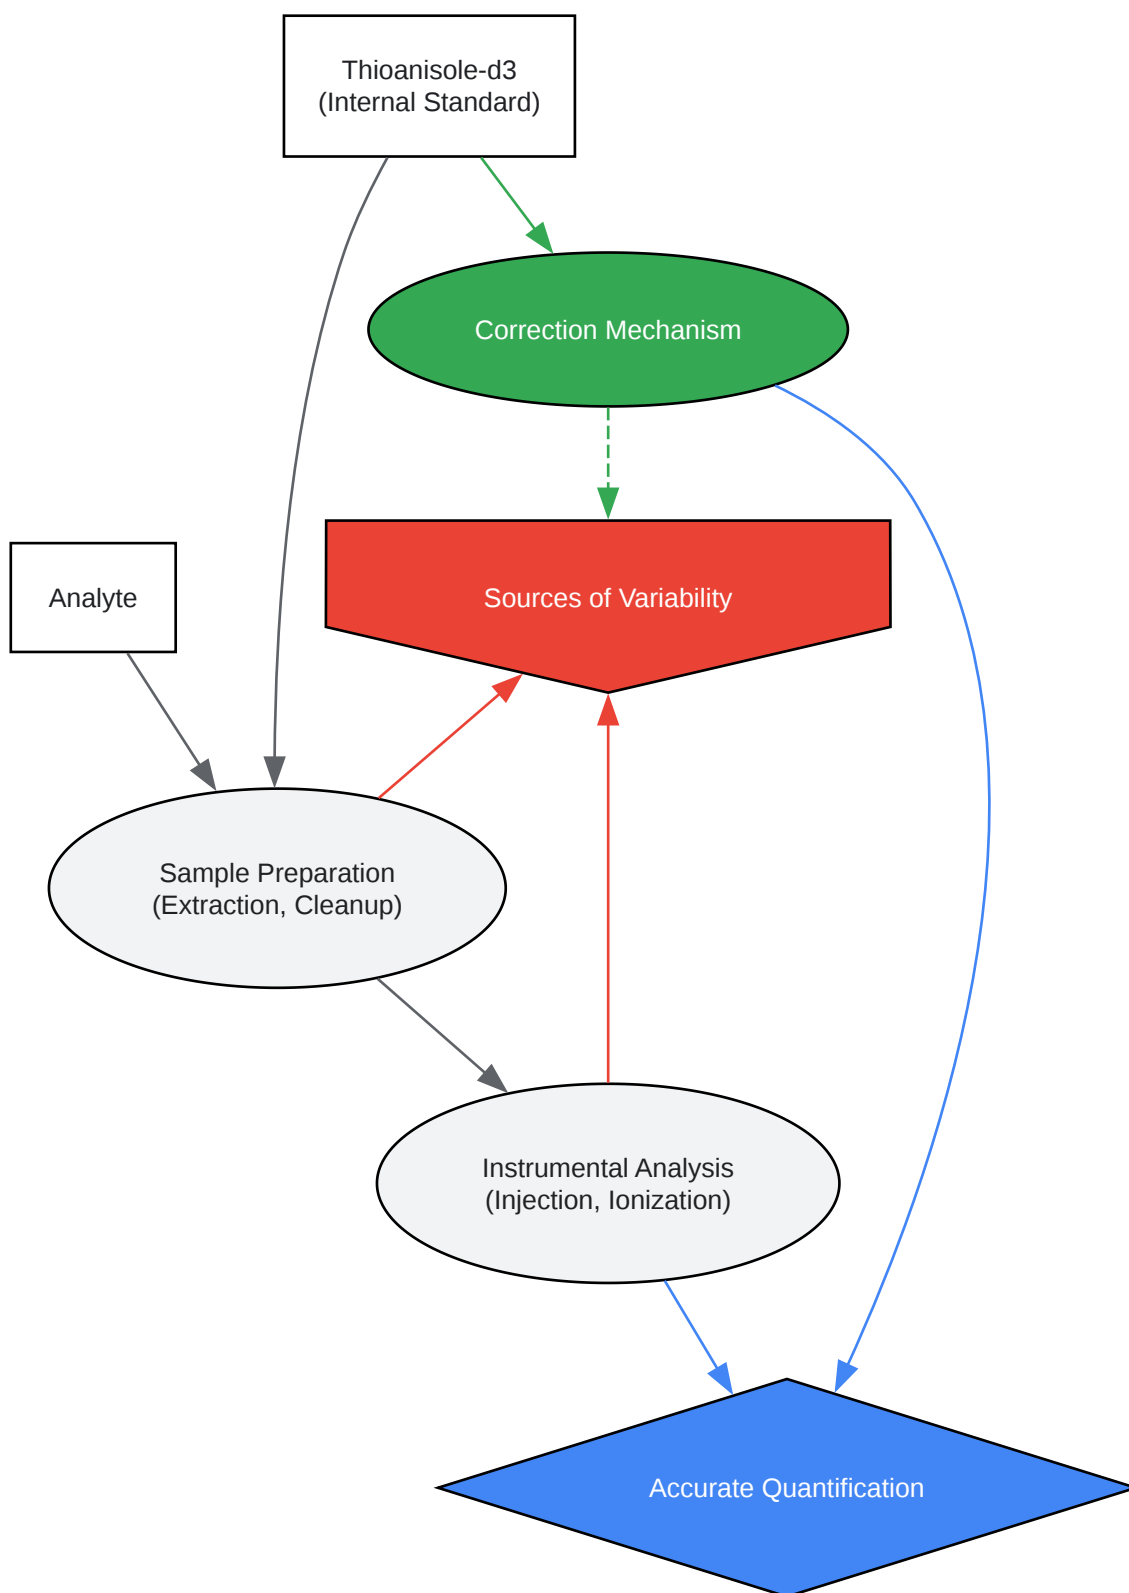 Thioanisole-d3
(Internal Standard)
Correction Mechanism
Sources of Variability
Analyte
Sample Preparation
(Extraction, Cleanup)
Instrumental Analysis
(Injection, Ionization)
Accurate Quantification